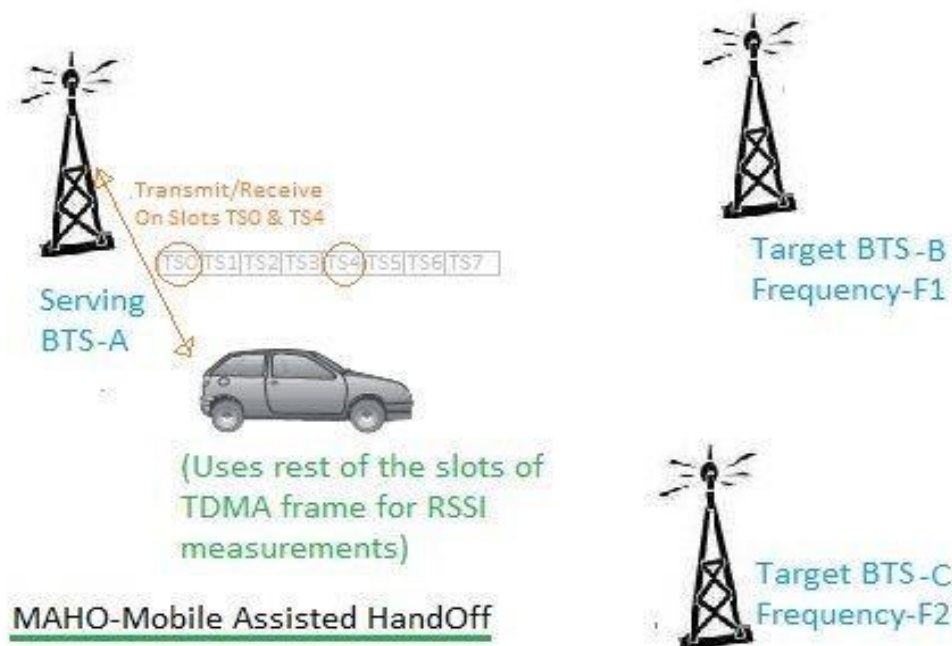 Transmit/Receive
On Slots TS0 & TS4
TS0 TS1 TS2 TS3 TS4 TS5 TS6 TS7
Serving
BTS-A
Target BTS-B
Frequency-F1
(Uses rest of the slots of
TDMA frame for RSSI
measurements)
Target BTS-C
Frequency-F2
MAHO-Mobile Assisted HandOff